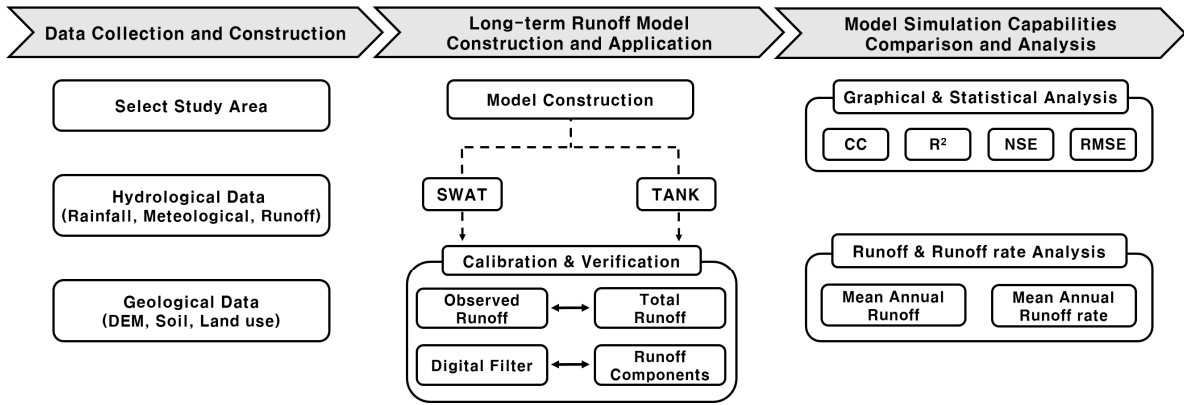 Data Collection and Construction
Long-term Runoff Model
Construction and Application
Model Simulation Capabilities
Comparison and Analysis
Select Study Area
Hydrological Data
(Rainfall, Meteological, Runoff)
Geological Data
(DEM, Soil, Land use)
Model Construction
SWAT
TANK
Calibration & Verification
Observed
Runoff
Total
Runoff
Digital Filter
Runoff
Components
Graphical & Statistical Analysis
CC
R²
NSE
RMSE
Runoff & Runoff rate Analysis
Mean Annual
Runoff
Mean Annual
Runoff rate